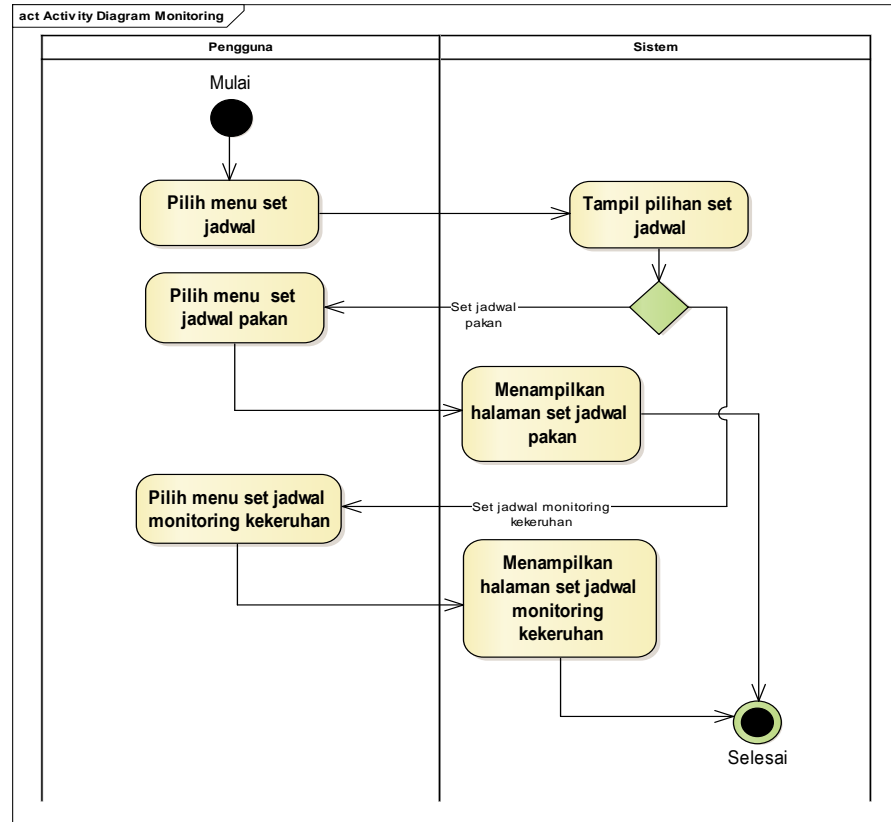 act Activity Diagram Monitoring
Pengguna
Sistem
Mulai
Pilih menu set
jadwal
Tampil pilihan set
jadwal
Pilih menu set
jadwal pakan
Set jadwal
pakan
Menampilkan
halaman set jadwal
pakan
Pilih menu set jadwal
monitoring kekeruhan
Set jadwal monitoring
kekeruhan
Menampilkan
halaman set jadwal
monitoring
kekeruhan
Selesai